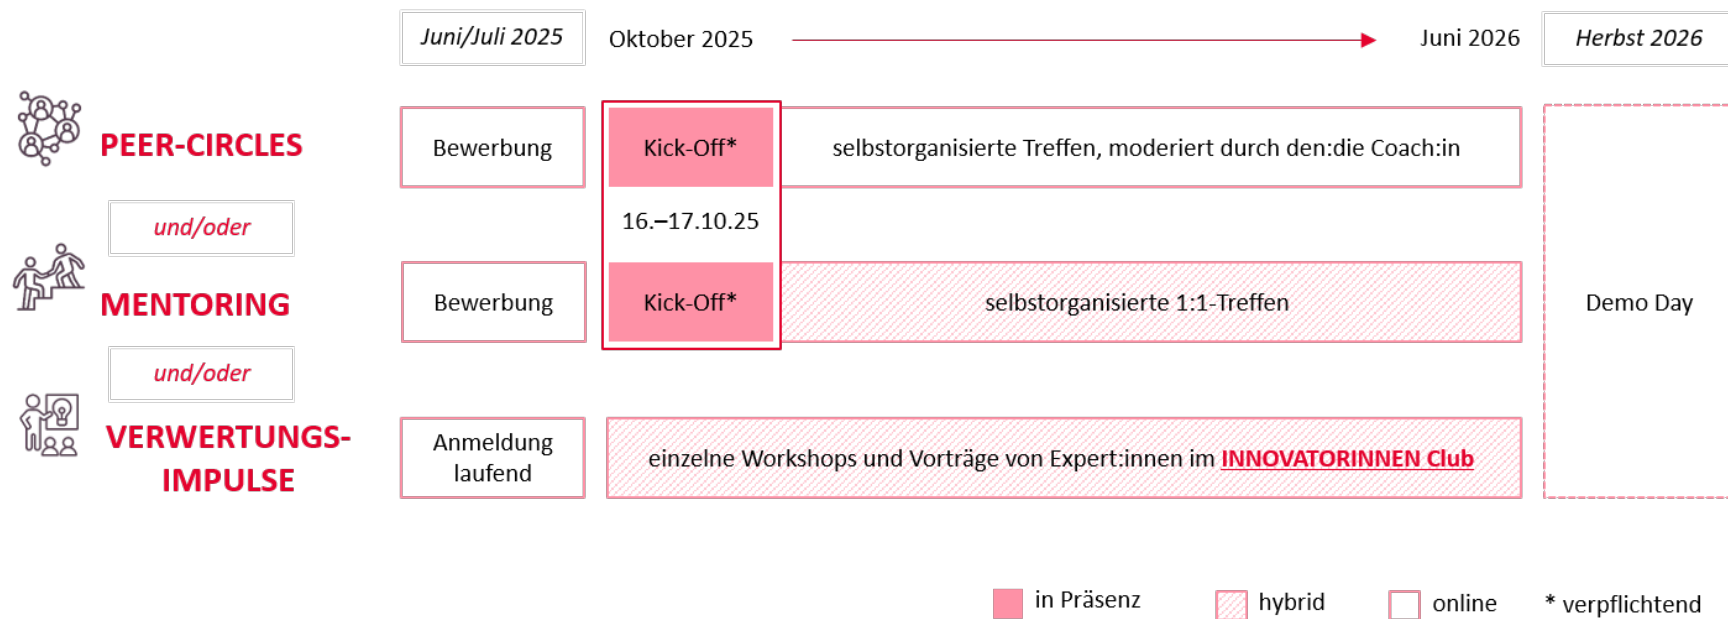 Juni/Juli 2025
Oktober 2025
Juni 2026
Herbst 2026
PEER-CIRCLES
Bewerbung
Kick-Off*
selbstorganisierte Treffen, moderiert durch den:die Coach:in
und/oder
16.–17.10.25
MENTORING
Bewerbung
Kick-Off*
selbstorganisierte 1:1-Treffen
Demo Day
und/oder
VERWERTUNGS-
IMPULSE
Anmeldung
laufend
einzelne Workshops und Vorträge von Expert:innen im INNOVATORINNEN Club
in Präsenz
hybrid
online
* verpflichtend